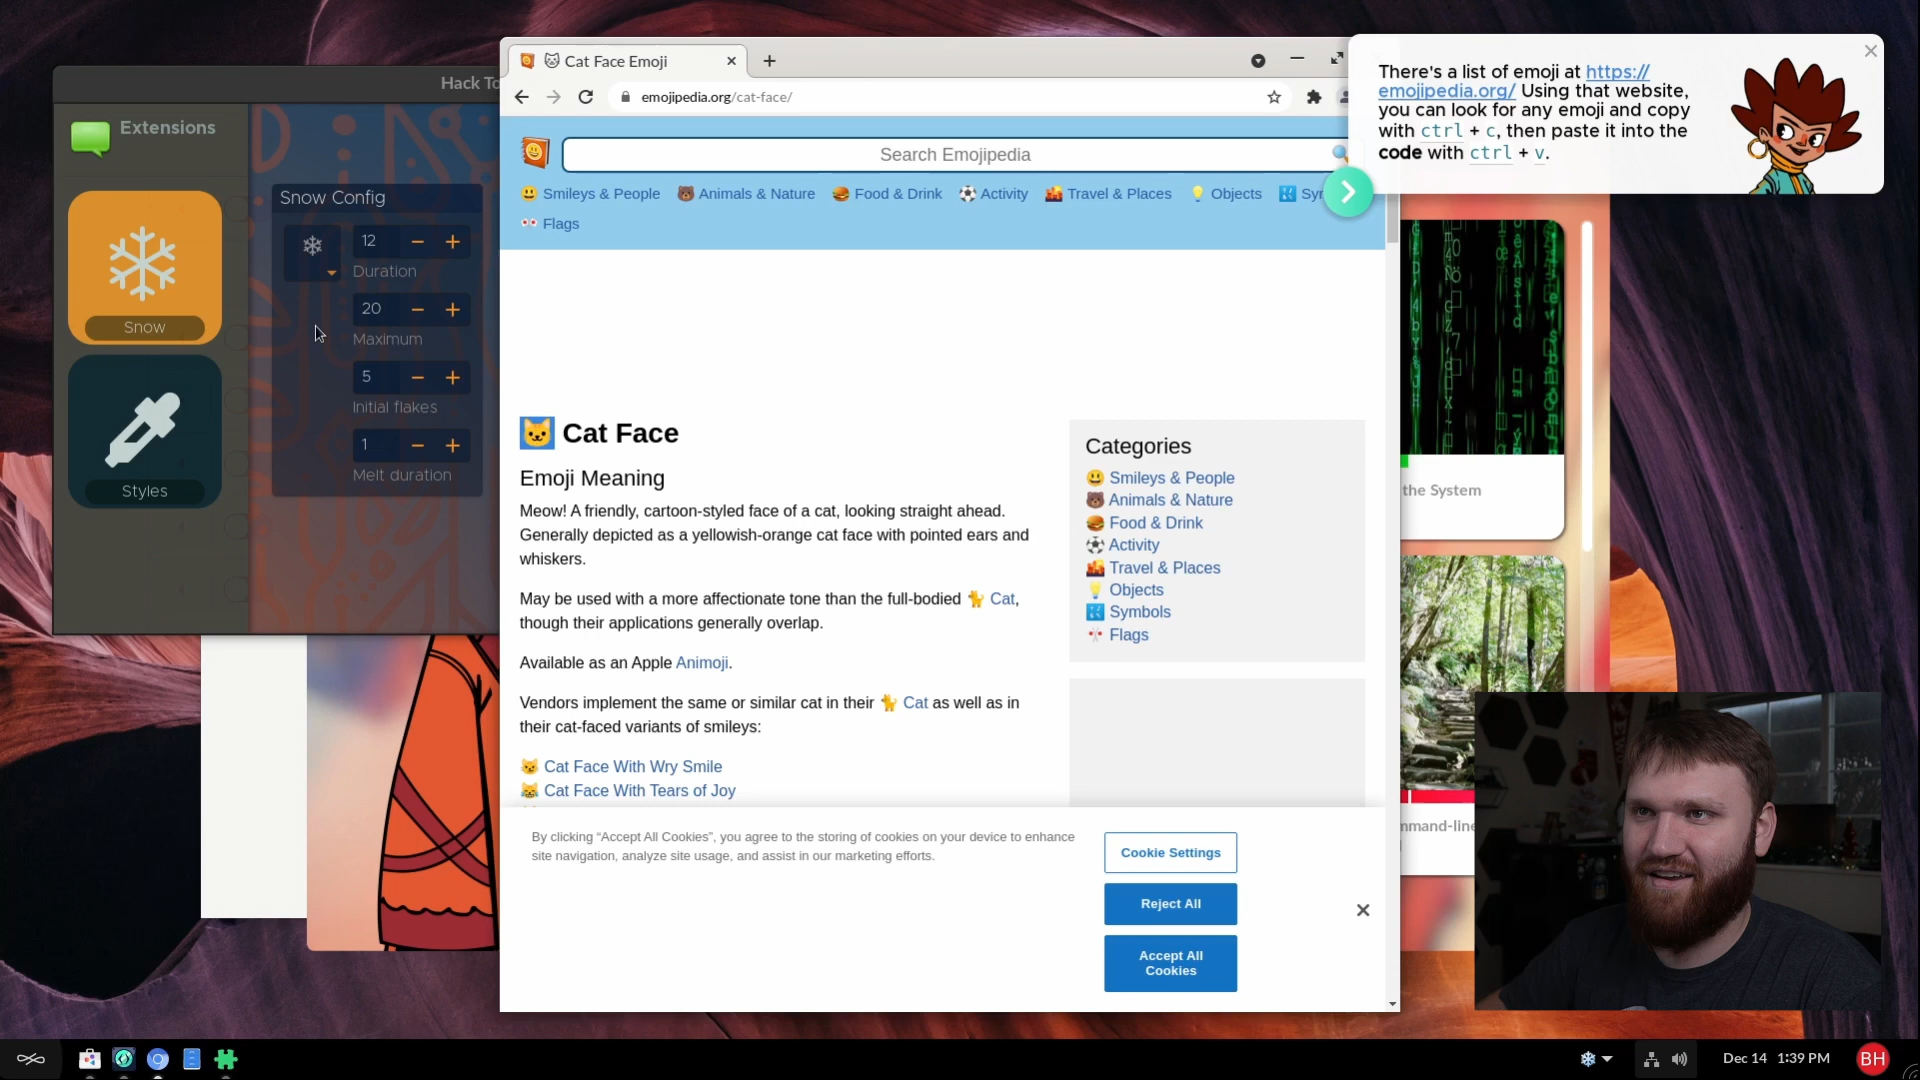 Hack To
Extensions
Snow
Styles
Snow Config
12
Duration
20
Maximum
5
Initial flakes
1
Melt duration
Cat Face Emoji
emojipedia.org/cat-face/
Search Emojipedia
Smileys & People
Animals & Nature
Food & Drink
Activity
Travel & Places
Objects
Flags
Cat Face
Emoji Meaning
Meow! A friendly, cartoon-styled face of a cat, looking straight ahead.
Generally depicted as a yellowish-orange cat face with pointed ears and
whiskers.
May be used with a more affectionate tone than the full-bodied 🐈 Cat,
though their applications generally overlap.
Available as an Apple Animoji.
Vendors implement the same or similar cat in their 🐈 Cat as well as in
their cat-faced variants of smileys:
Cat Face With Wry Smile
Cat Face With Tears of Joy
Categories
Smileys & People
Animals & Nature
Food & Drink
Activity
Travel & Places
Objects
Symbols
Flags
By clicking “Accept All Cookies”, you agree to the storing of cookies on your device to enhance
site navigation, analyze site usage, and assist in our marketing efforts.
Cookie Settings
Reject All
Accept All
Cookies
There's a list of emoji at https://
emojipedia.org/ Using that website,
you can look for any emoji and copy
with ctrl + c, then paste it into the
code with ctrl + v.
the System
mmand-line
Dec 14 1:39 PM
BH